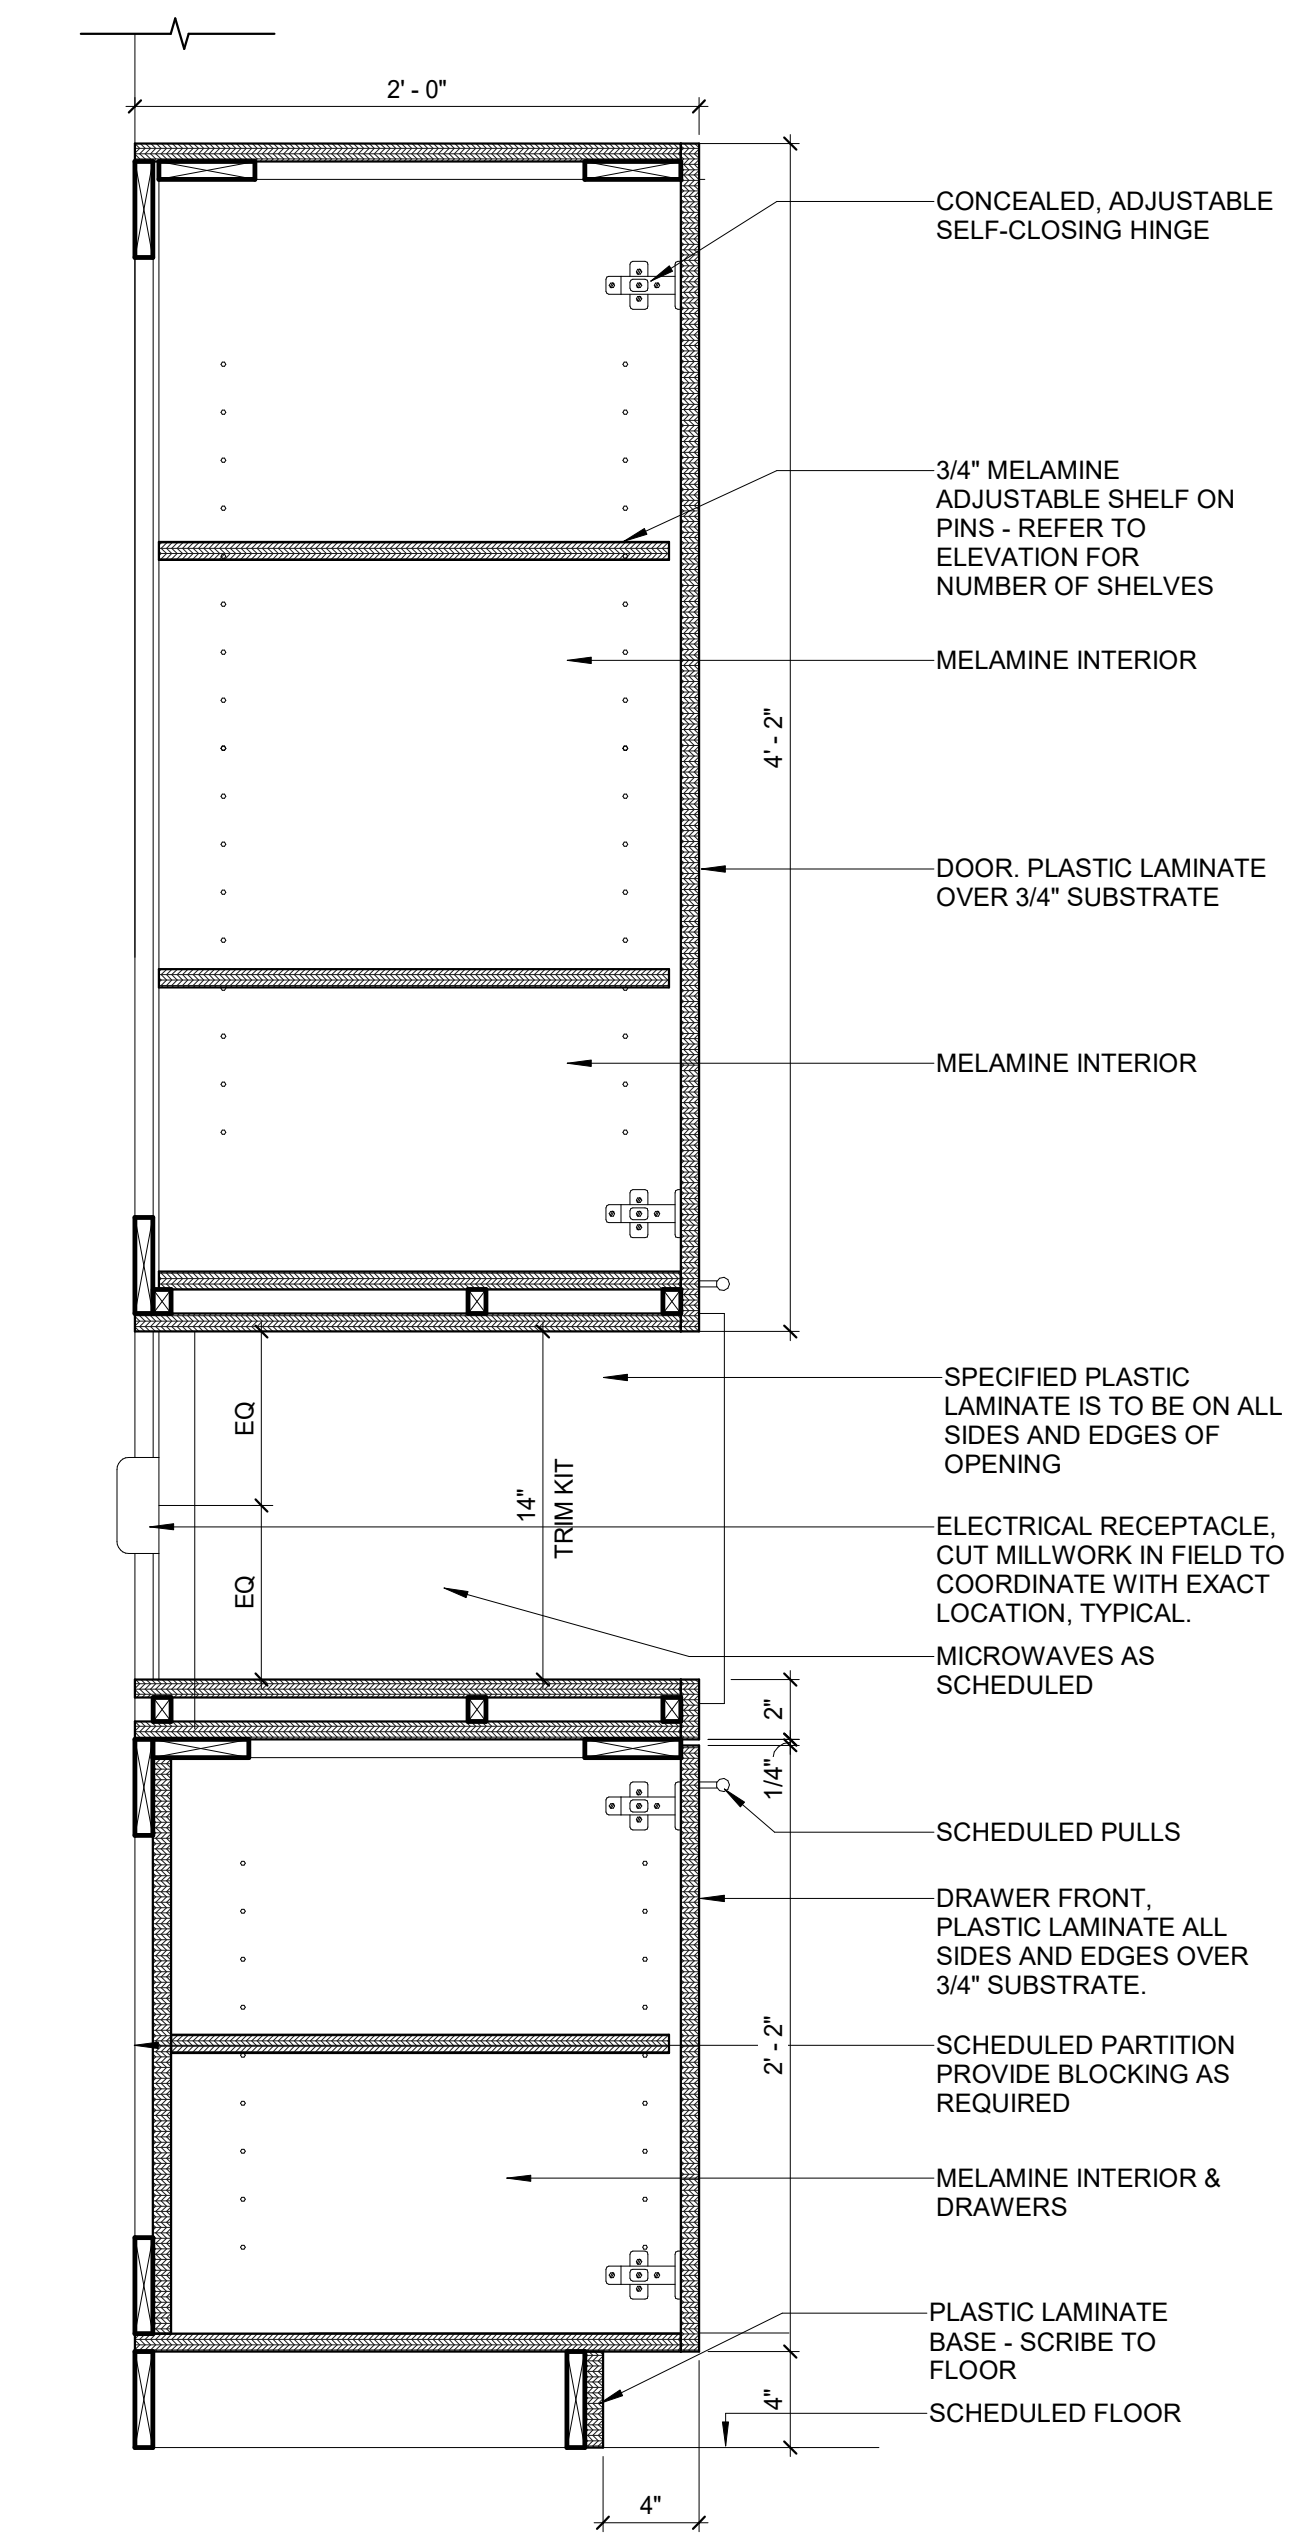 2' - 0"
CONCEALED, ADJUSTABLE
SELF-CLOSING HINGE
3/4" MELAMINE
ADJUSTABLE SHELF ON
PINS - REFER TO
ELEVATION FOR
NUMBER OF SHELVES
MELAMINE INTERIOR
4' - 2"
DOOR. PLASTIC LAMINATE
OVER 3/4" SUBSTRATE
MELAMINE INTERIOR
SPECIFIED PLASTIC
LAMINATE IS TO BE ON ALL
SIDES AND EDGES OF
OPENING
EQ
14"
TRIM KIT
ELECTRICAL RECEPTACLE,
CUT MILLWORK IN FIELD TO
COORDINATE WITH EXACT
LOCATION, TYPICAL.
EQ
MICROWAVES AS
SCHEDULED
2"
1/4"
SCHEDULED PULLS
DRAWER FRONT,
PLASTIC LAMINATE ALL
SIDES AND EDGES OVER
3/4" SUBSTRATE.
2' - 2"
SCHEDULED PARTITION
PROVIDE BLOCKING AS
REQUIRED
MELAMINE INTERIOR &
DRAWERS
PLASTIC LAMINATE
BASE - SCRIBE TO
FLOOR
4"
SCHEDULED FLOOR
4"